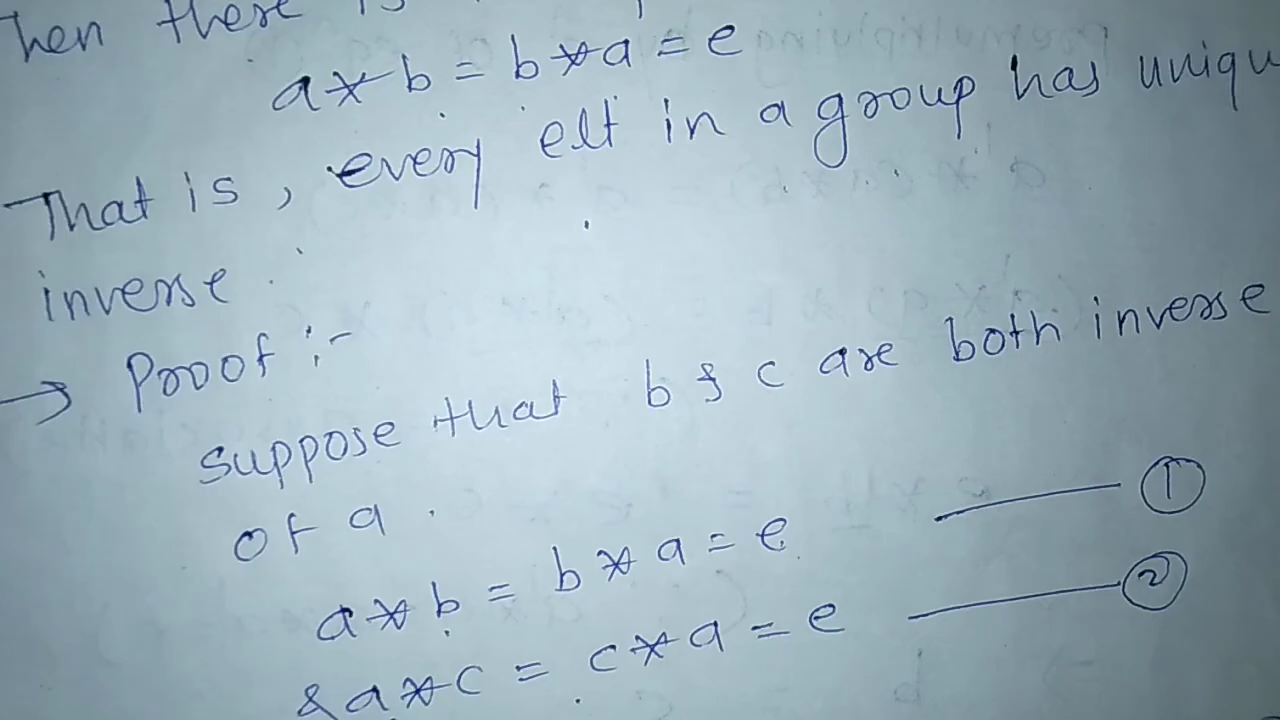 Then there is
a * b = b * a = e
That is, every elt in a group has uniqu
inverse.
→ Proof :-
suppose that b & c are both inverse
of a.
a * b = b * a = e ——— ①
& a * c = c * a = e ——— ②